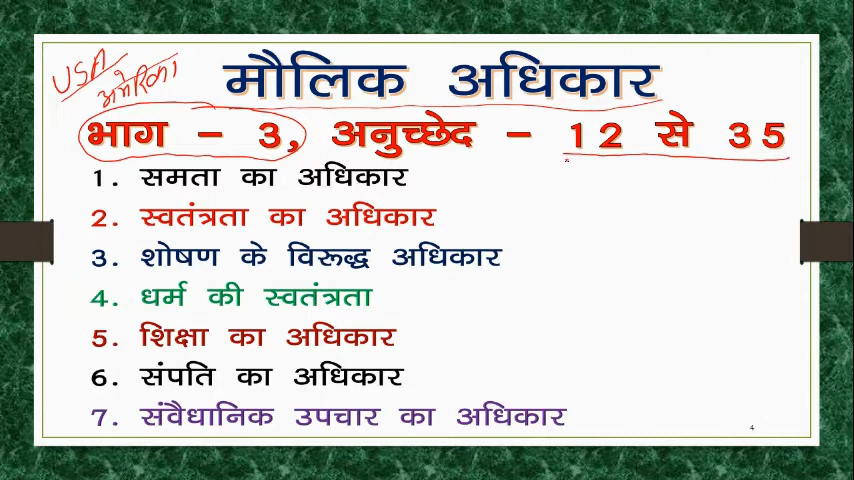 USA
अमेरिका
मौलिक अधिकार
भाग - 3, अनुच्छेद - 12 से 35
1. समता का अधिकार
2. स्वतंत्रता का अधिकार
3. शोषण के विरूद्ध अधिकार
4. धर्म की स्वतंत्रता
5. शिक्षा का अधिकार
6. संपति का अधिकार
7. संवैधानिक उपचार का अधिकार
4